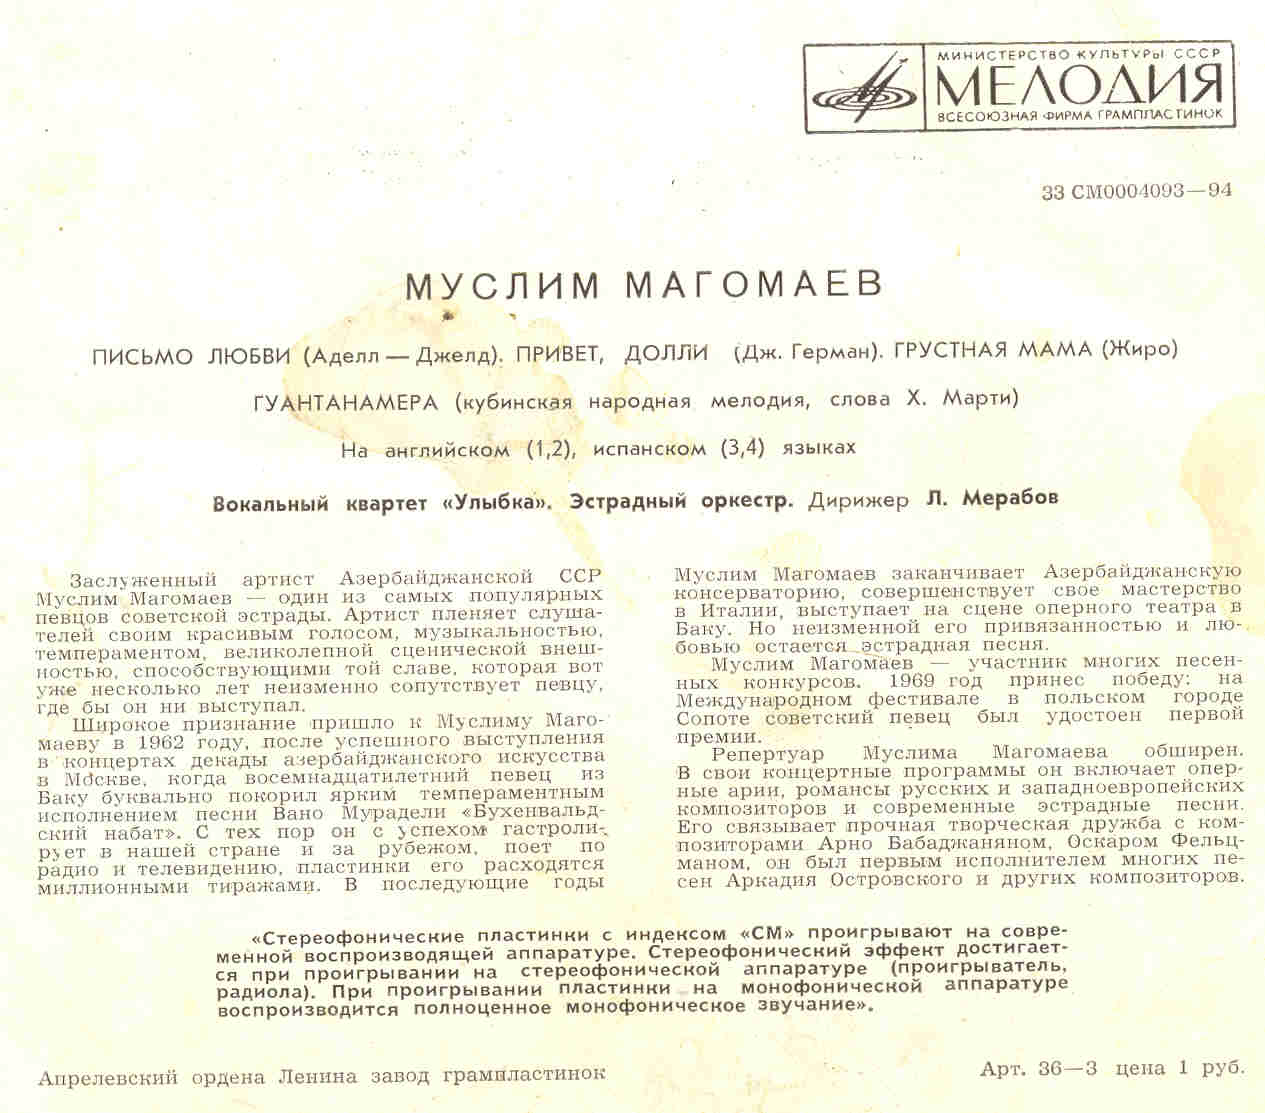 МИНИСТЕРСТВО КУЛЬТУРЫ СССР
МЕЛОДИЯ
ВСЕСОЮЗНАЯ ФИРМА ГРАМПЛАСТИНОК
33 СМ0004093—94
МУСЛИМ МАГОМАЕВ
ПИСЬМО ЛЮБВИ (Аделл — Джелд). ПРИВЕТ, ДОЛЛИ (Дж. Герман). ГРУСТНАЯ МАМА (Жиро)
ГУАНТАНАМЕРА (кубинская народная мелодия, слова Х. Марти)
На английском (1,2), испанском (3,4) языках
Вокальный квартет «Улыбка». Эстрадный оркестр. Дирижер Л. Мерабов
Заслуженный артист Азербайджанской ССР
Муслим Магомаев — один из самых популярных
певцов советской эстрады. Артист пленяет слуша-
телей своим красивым голосом, музыкальностью,
темпераментом, великолепной сценической внеш-
ностью, способствующими той славе, которая вот
уже несколько лет неизменно сопутствует певцу,
где бы он ни выступал.
Широкое признание пришло к Муслиму Маго-
маеву в 1962 году, после успешного выступления
в концертах декады азербайджанского искусства
в Москве, когда восемнадцатилетний певец из
Баку буквально покорил ярким темпераментным
исполнением песни Вано Мурадели «Бухенвальд-
ский набат». С тех пор он с успехом гастроли-
рует в нашей стране и за рубежом, поет по
радио и телевидению, пластинки его расходятся
миллионными тиражами. В последующие годы
Муслим Магомаев заканчивает Азербайджанскую
консерваторию, совершенствует свое мастерство
в Италии, выступает на сцене оперного театра в
Баку. Но неизменной его привязанностью и лю-
бовью остается эстрадная песня.
Муслим Магомаев — участник многих песен-
ных конкурсов. 1969 год принес победу: на
Международном фестивале в польском городе
Сопоте советский певец был удостоен первой
премии.
Репертуар Муслима Магомаева обширен.
В свои концертные программы он включает опер-
ные арии, романсы русских и западноевропейских
композиторов и современные эстрадные песни.
Его связывает прочная творческая дружба с ком-
позиторами Арно Бабаджаняном, Оскаром Фельц-
маном, он был первым исполнителем многих пе-
сен Аркадия Островского и других композиторов.
«Стереофонические пластинки с индексом «СМ» проигрывают на совре-
менной воспроизводящей аппаратуре. Стереофонический эффект достигает-
ся при проигрывании на стереофонической аппаратуре (проигрыватель,
радиола). При проигрывании пластинки на монофонической аппаратуре
воспроизводится полноценное монофоническое звучание».
Апрелевский ордена Ленина завод грампластинок
Арт. 36—3 цена 1 руб.